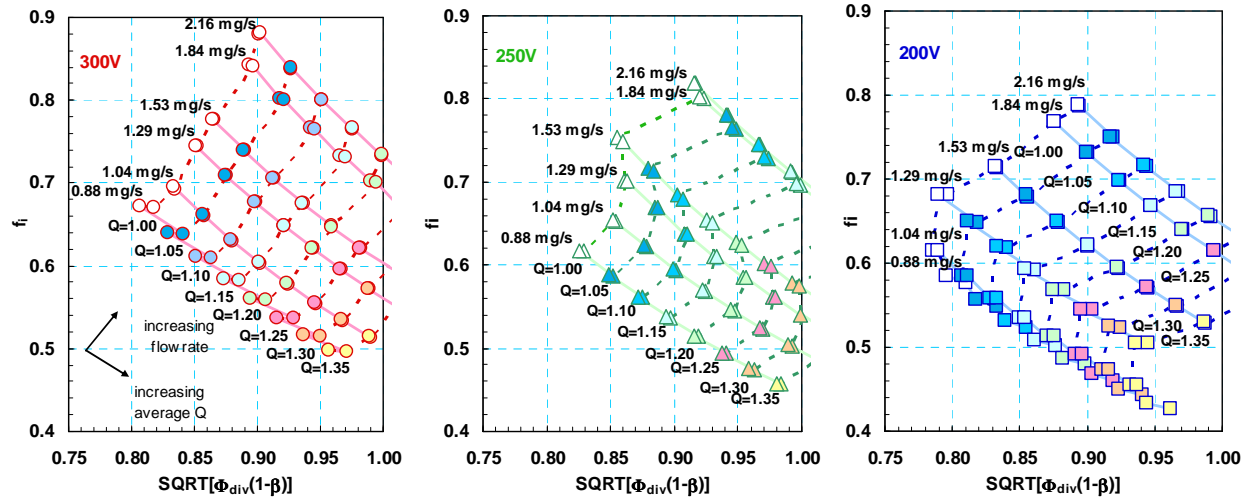 300V
2.16 mg/s
1.84 mg/s
1.53 mg/s
1.29 mg/s
1.04 mg/s
0.88 mg/s
Q=1.00
Q=1.05
Q=1.10
Q=1.15
Q=1.20
Q=1.25
Q=1.30
Q=1.35
increasing
flow rate
increasing
average Q
fi
0.9
0.8
0.7
0.6
0.5
0.4
0.75
0.80
0.85
0.90
0.95
1.00
SQRT[Φdiv(1-β)]
250V
2.16 mg/s
1.84 mg/s
1.53 mg/s
1.29 mg/s
1.04 mg/s
0.88 mg/s
Q=1.00
Q=1.05
Q=1.10
Q=1.15
Q=1.20
Q=1.25
Q=1.30
Q=1.35
fi
0.9
0.8
0.7
0.6
0.5
0.4
0.75
0.80
0.85
0.90
0.95
1.00
SQRT[Φdiv(1-β)]
200V
2.16 mg/s
1.84 mg/s
1.53 mg/s
1.29 mg/s
1.04 mg/s
0.88 mg/s
Q=1.00
Q=1.05
Q=1.10
Q=1.15
Q=1.20
Q=1.25
Q=1.30
Q=1.35
fi
0.9
0.8
0.7
0.6
0.5
0.4
0.75
0.80
0.85
0.90
0.95
1.00
SQRT[Φdiv(1-β)]